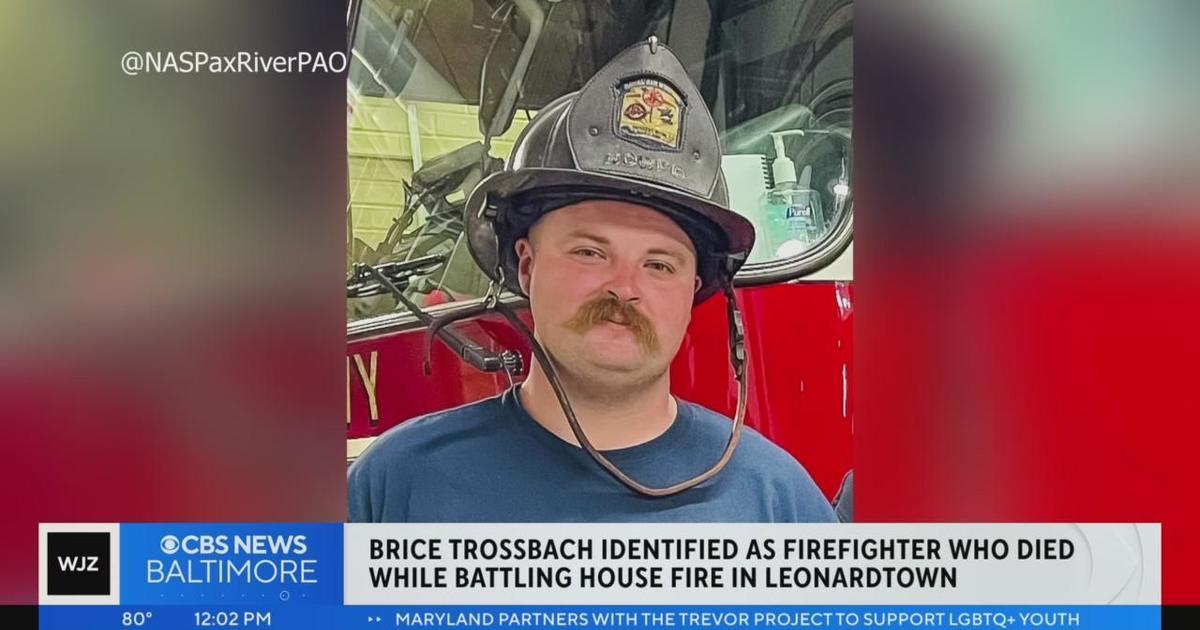 @NASPaxRiverPAO
Purell
Y
WJZ
CBS NEWS
BALTIMORE
BRICE TROSSBACH IDENTIFIED AS FIREFIGHTER WHO DIED
WHILE BATTLING HOUSE FIRE IN LEONARDTOWN
80° 12:02 PM MARYLAND PARTNERS WITH THE TREVOR PROJECT TO SUPPORT LGBTQ+ YOUTH